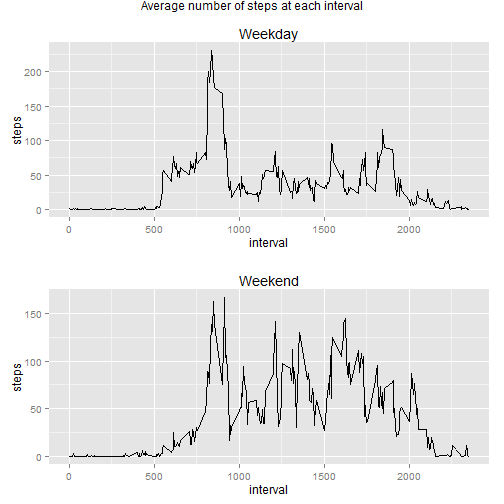 Average number of steps at each interval
Weekday
steps
200
150
100
50
0
0 500 1000 1500 2000
interval
Weekend
steps
150
100
50
0
0 500 1000 1500 2000
interval